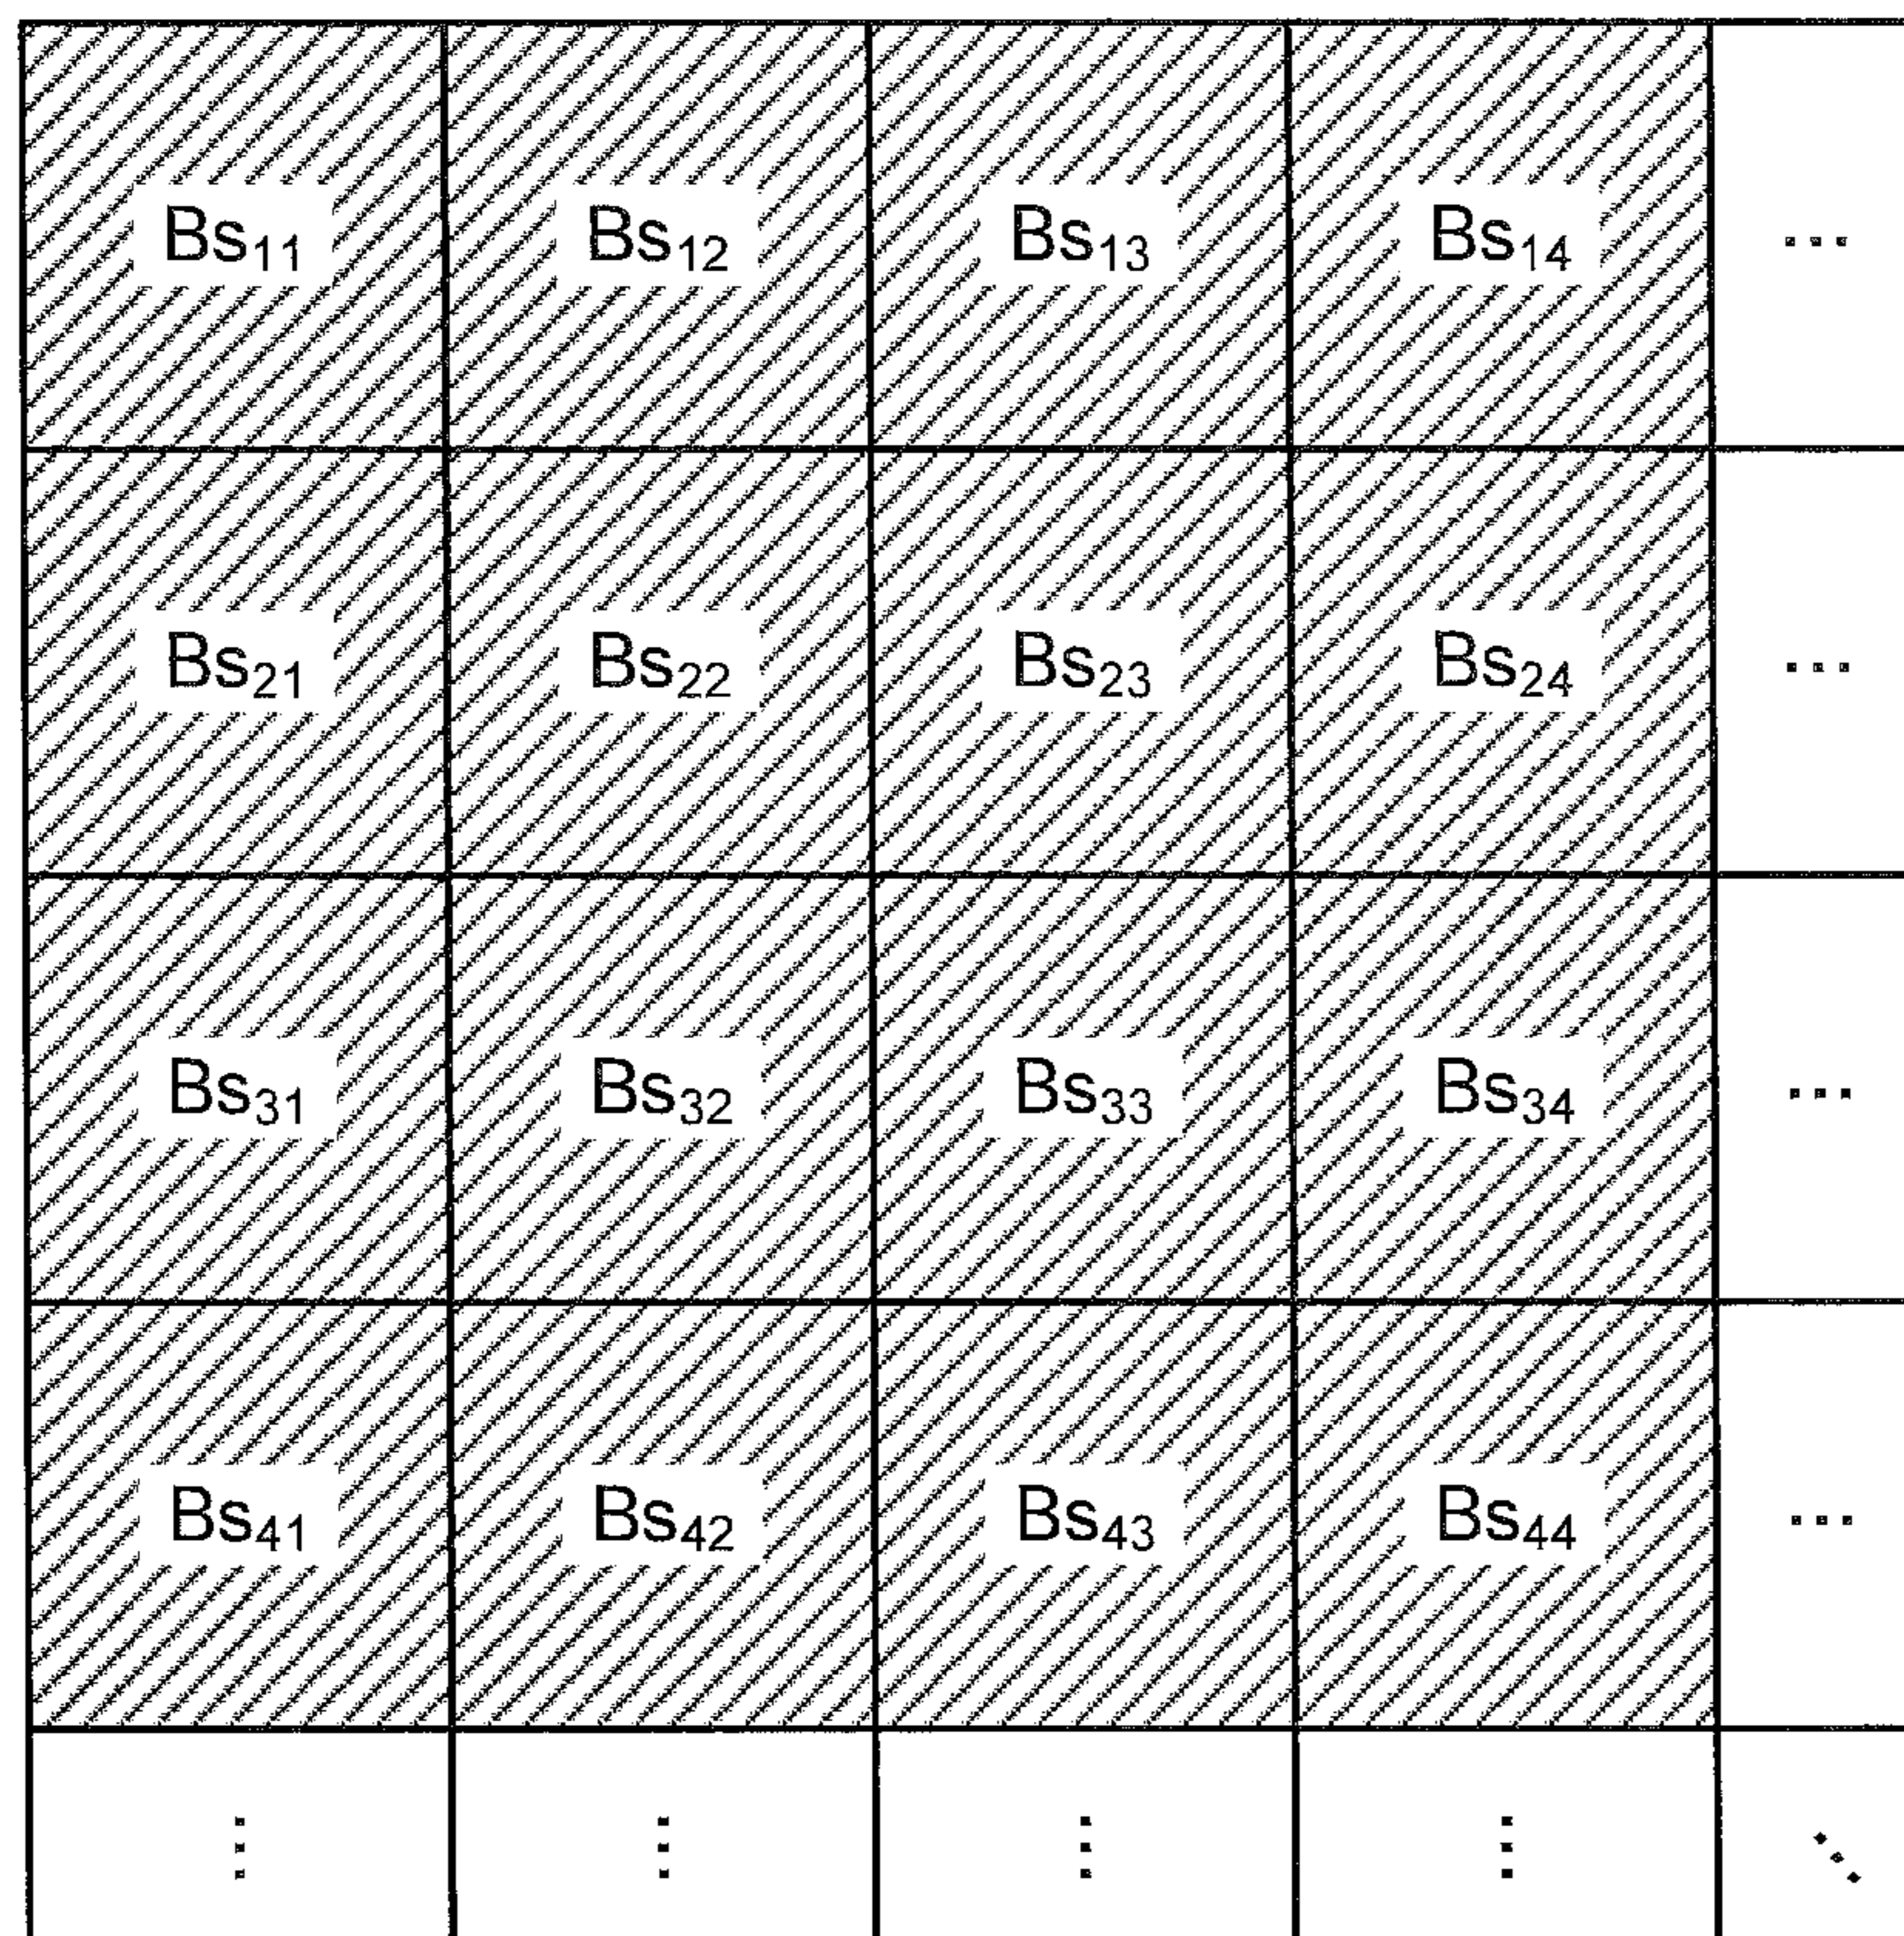 Bs₁₁ Bs₁₂ Bs₁₃ Bs₁₄ ...
Bs₂₁ Bs₂₂ Bs₂₃ Bs₂₄ ...
Bs₃₁ Bs₃₂ Bs₃₃ Bs₃₄ ...
Bs₄₁ Bs₄₂ Bs₄₃ Bs₄₄ ...
⋮ ⋮ ⋮ ⋮ ⋱